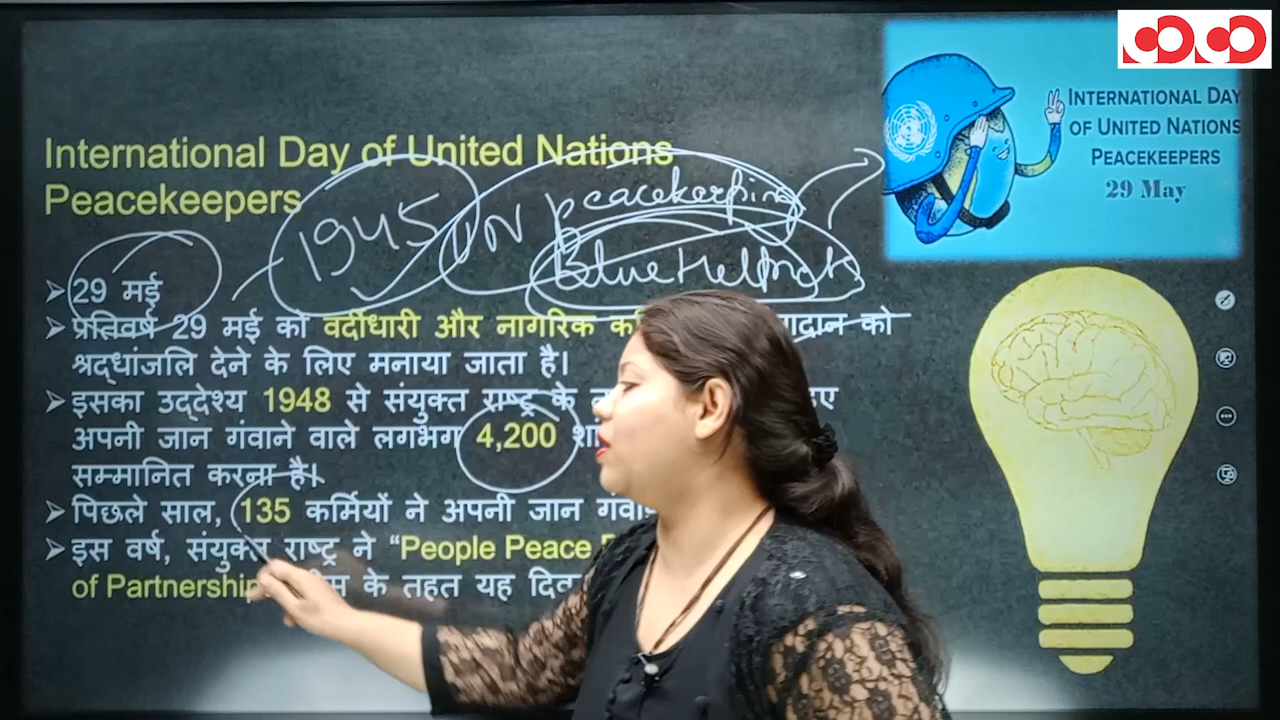 International Day of United Nations
Peacekeepers
1945
UN peacekeeping
Blue Helmets
29 मई
प्रतिवर्ष 29 मई को वर्दीधारी और नागरिक को
श्रद्धांजलि देने के लिए मनाया जाता है।
इसका उद्देश्य 1948 से संयुक्त राष्ट्र के
अपनी जान गंवाने वाले लगभग 4,200
सम्मानित करना है।
पिछले साल, 135 कर्मियों ने अपनी जान
इस वर्ष, संयुक्त राष्ट्र ने “People Peace
of Partnership के तहत यह
INTERNATIONAL DAY
OF UNITED NATIONS
PEACEKEEPERS
29 May